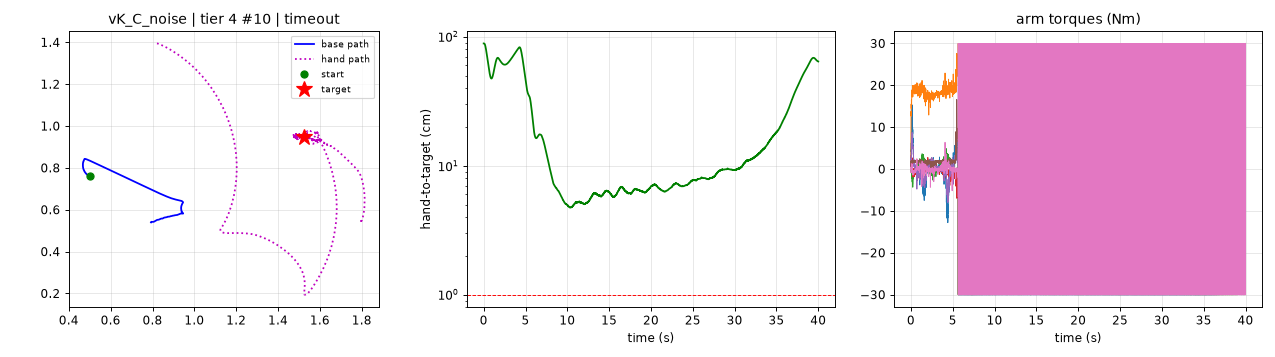 vK_C_noise | tier 4 #10 | timeout
1.4
1.2
1.0
0.8
0.6
0.4
0.2
0.4 0.6 0.8 1.0 1.2 1.4 1.6 1.8
base path
hand path
start
target
hand-to-target (cm)
10²
10¹
10⁰
0 5 10 15 20 25 30 35 40
time (s)
arm torques (Nm)
30
20
10
0
−10
−20
−30
0 5 10 15 20 25 30 35 40
time (s)